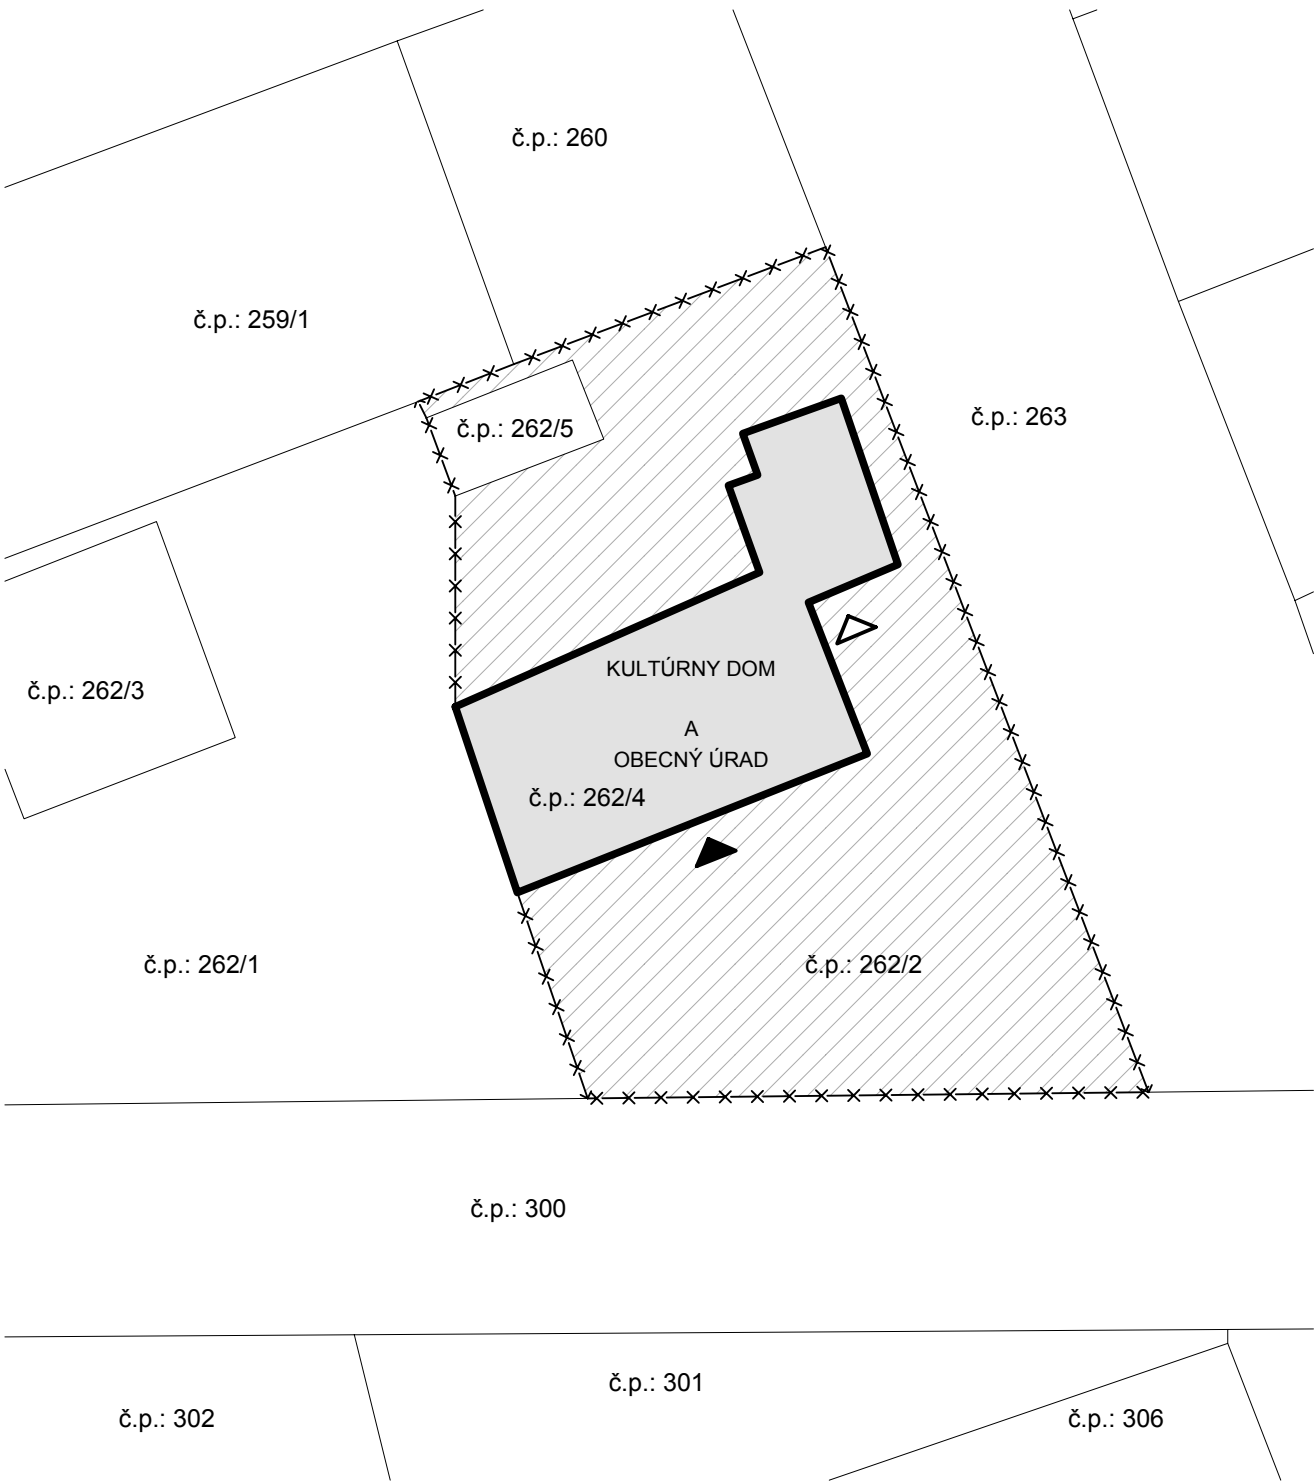 č.p.: 260
č.p.: 259/1
č.p.: 263
č.p.: 262/5
KULTÚRNY DOM
č.p.: 262/3
A
OBECNÝ ÚRAD
č.p.: 262/4
č.p.: 262/1
č.p.: 262/2
č.p.: 300
č.p.: 301
č.p.: 302
č.p.: 306